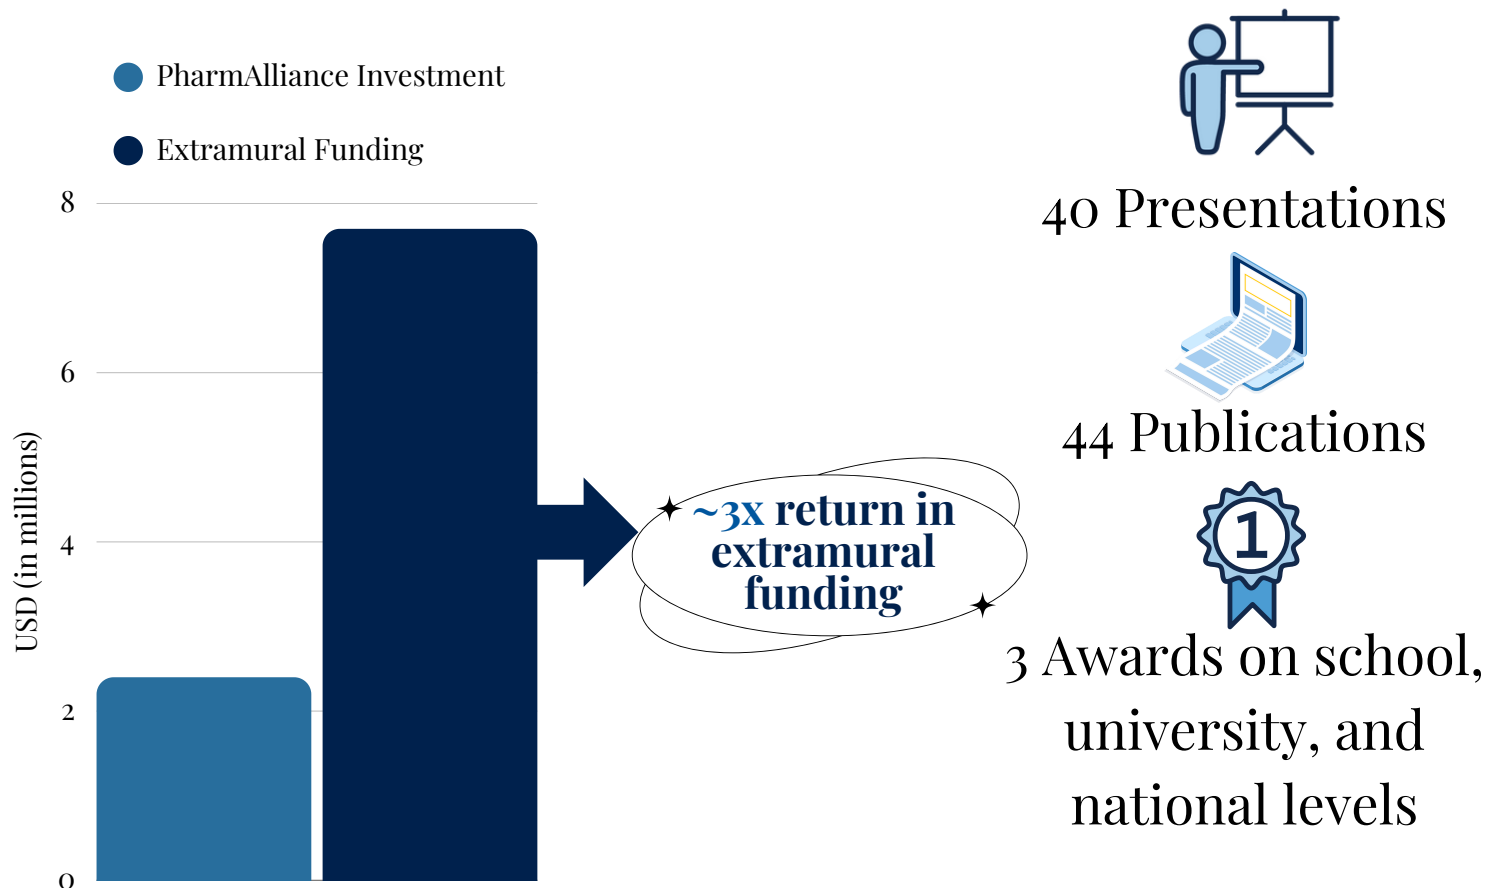 PharmAlliance Investment
Extramural Funding
8
6
4
2
0
USD (in millions)
~3x return in
extramural
funding
40 Presentations
44 Publications
1
3 Awards on school,
university, and
national levels